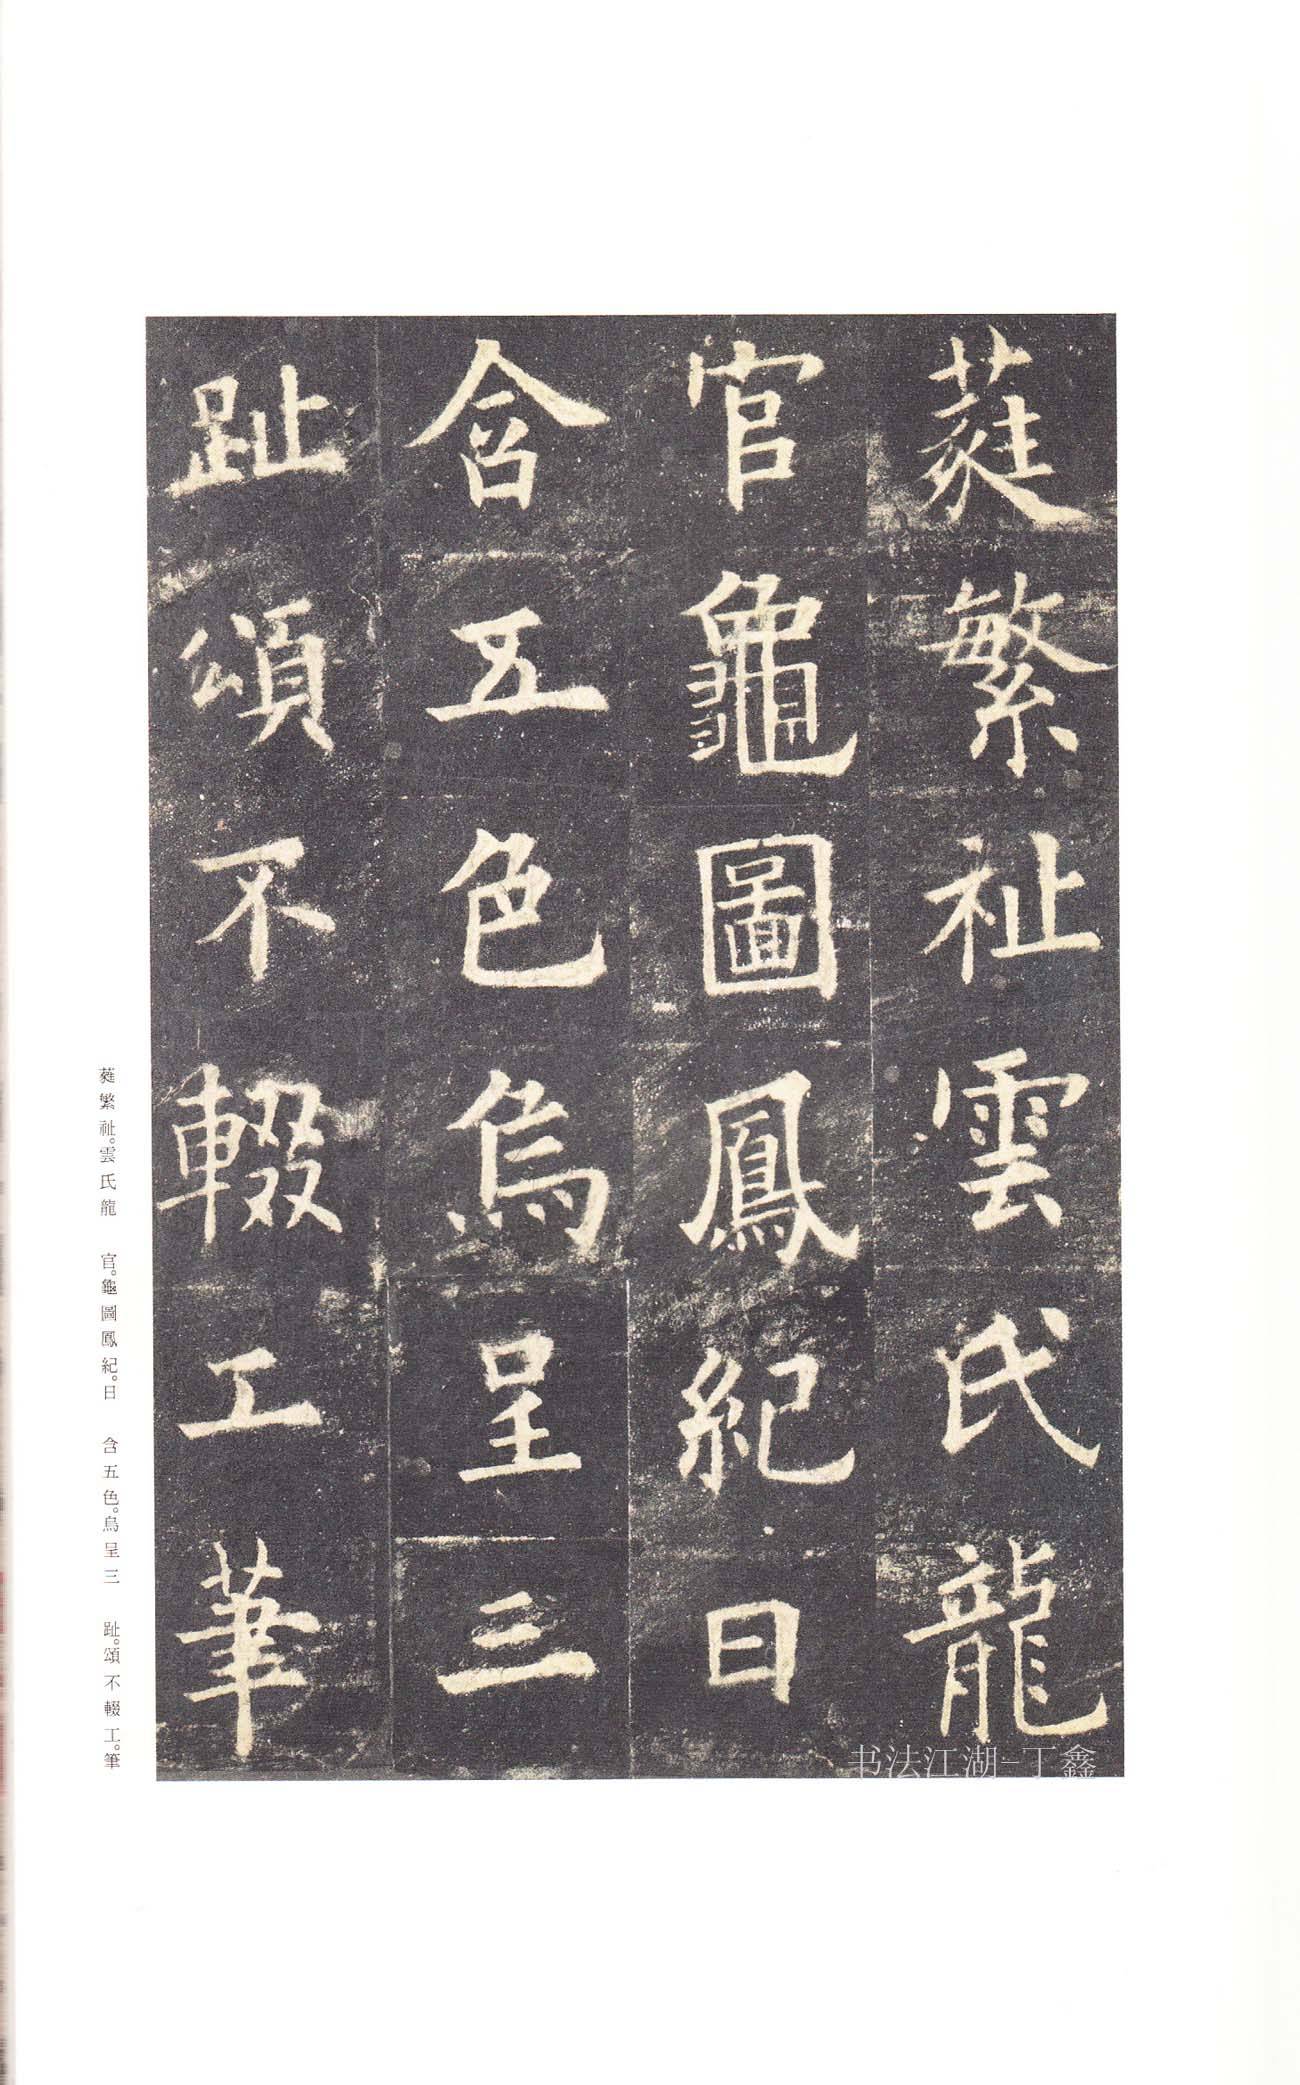 蕤繁祉雲氏龍
官龜圖鳳紀日
含五色烏呈三
趾頌不輟工筆
蕤繁祉。雲氏龍 官。龜圖鳳紀。日 含五色。烏呈三 趾。頌不輟工。筆
书法江湖-丁鑫